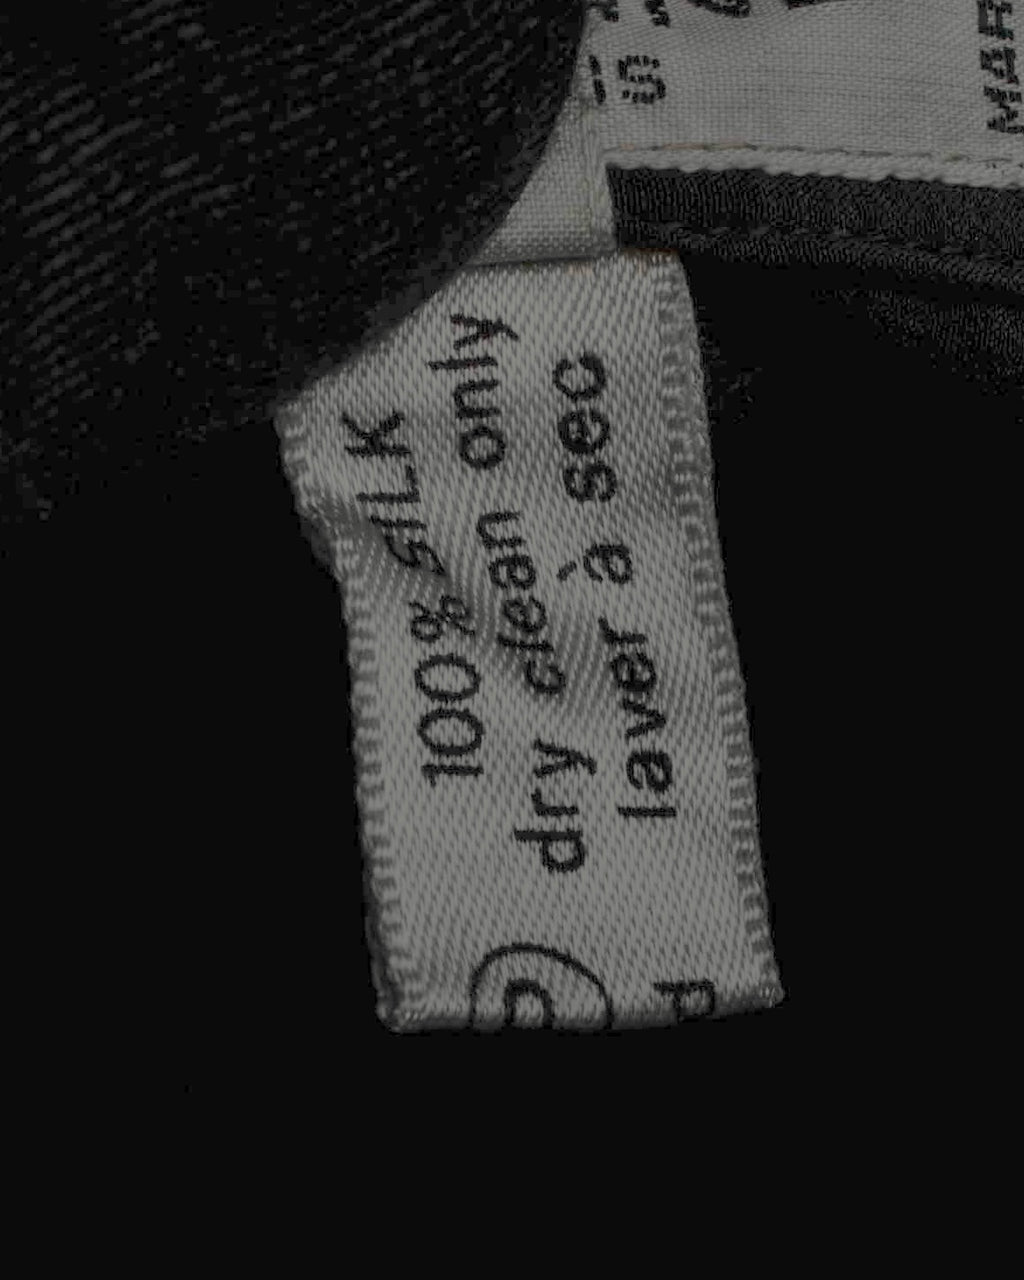 100% SILK
dry clean only
laver à sec
P